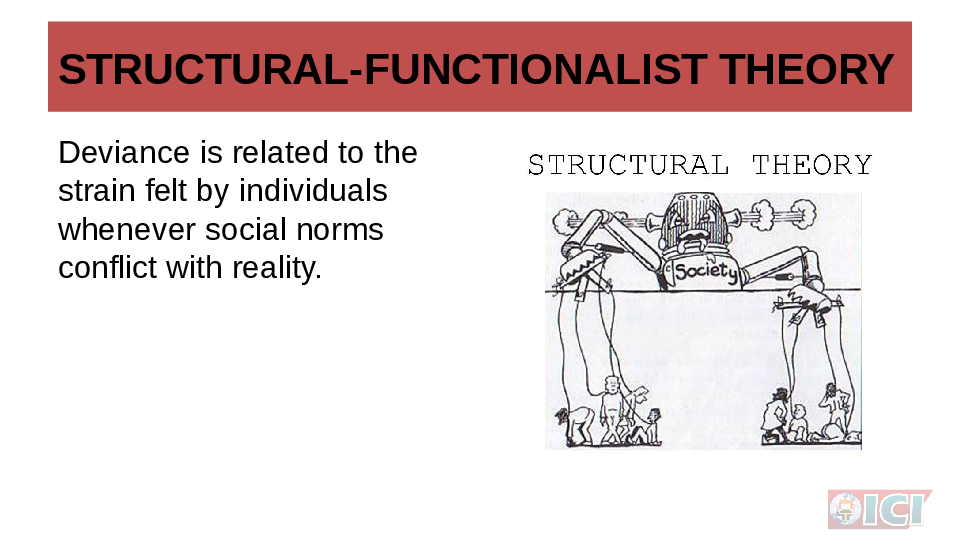 STRUCTURAL-FUNCTIONALIST THEORY
Deviance is related to the
strain felt by individuals
whenever social norms
conflict with reality.
STRUCTURAL THEORY
Society
ICI